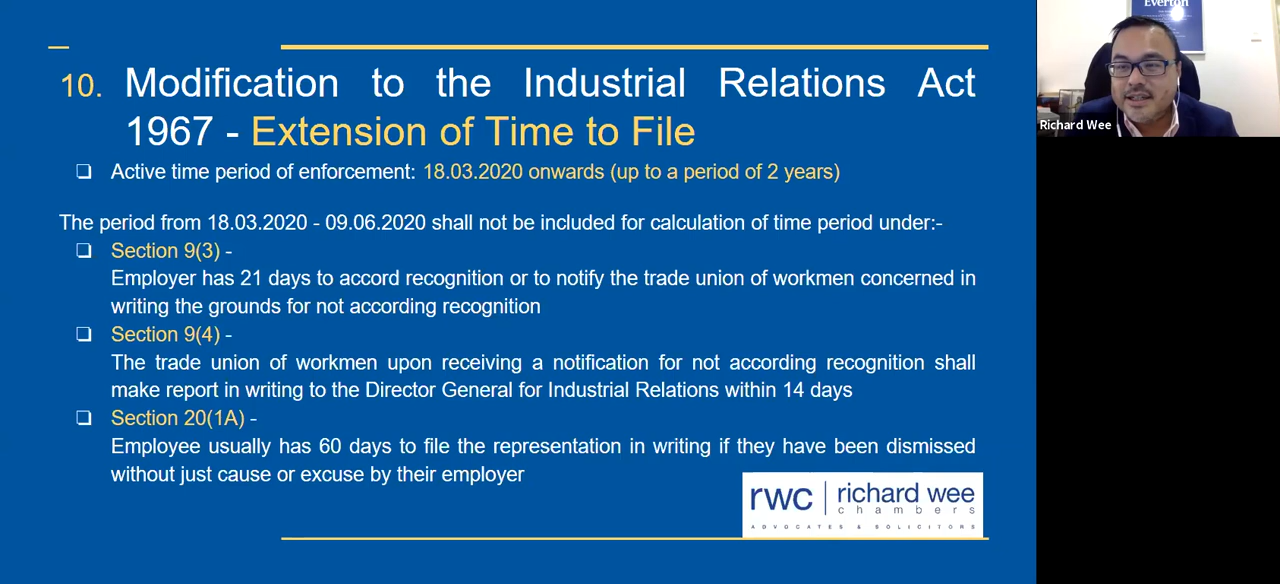 10. Modification to the Industrial Relations Act
1967 - Extension of Time to File
❏ Active time period of enforcement: 18.03.2020 onwards (up to a period of 2 years)
The period from 18.03.2020 - 09.06.2020 shall not be included for calculation of time period under:-
❏ Section 9(3) -
Employer has 21 days to accord recognition or to notify the trade union of workmen concerned in
writing the grounds for not according recognition
❏ Section 9(4) -
The trade union of workmen upon receiving a notification for not according recognition shall
make report in writing to the Director General for Industrial Relations within 14 days
❏ Section 20(1A) -
Employee usually has 60 days to file the representation in writing if they have been dismissed
without just cause or excuse by their employer
rwc | richard wee
chambers
ADVOCATES & SOLICITORS
Everton
Richard Wee